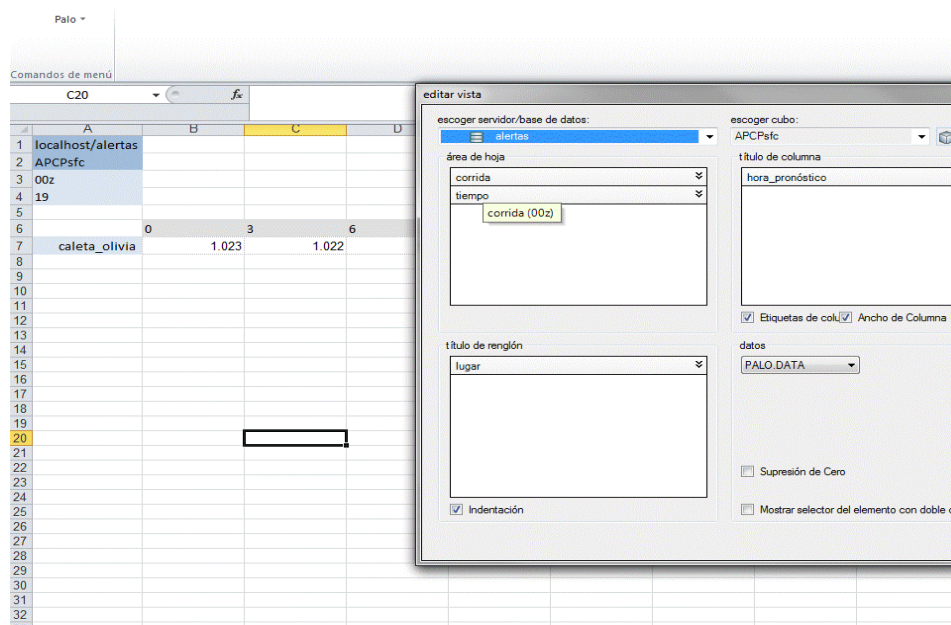 Palo
Comandos de menú
C20 fx
A B C D
1 localhost/alertas
2 APCPsfc
3 00z
4 19
5
6 0 3 6
7 caleta_olivia 1.023 1.022
8
9
10
11
12
13
14
15
16
17
18
19
20
21
22
23
24
25
26
27
28
29
30
31
32
editar vista
escoger servidor/base de datos: escoger cubo:
alertas APCPsfc
área de hoja título de columna
corrida hora_pronóstico
tiempo
corrida (00z)
Etiquetas de colu Ancho de Columna
título de renglón datos
lugar PALO.DATA
Supresión de Cero
Indentación Mostrar selector del elemento con doble c